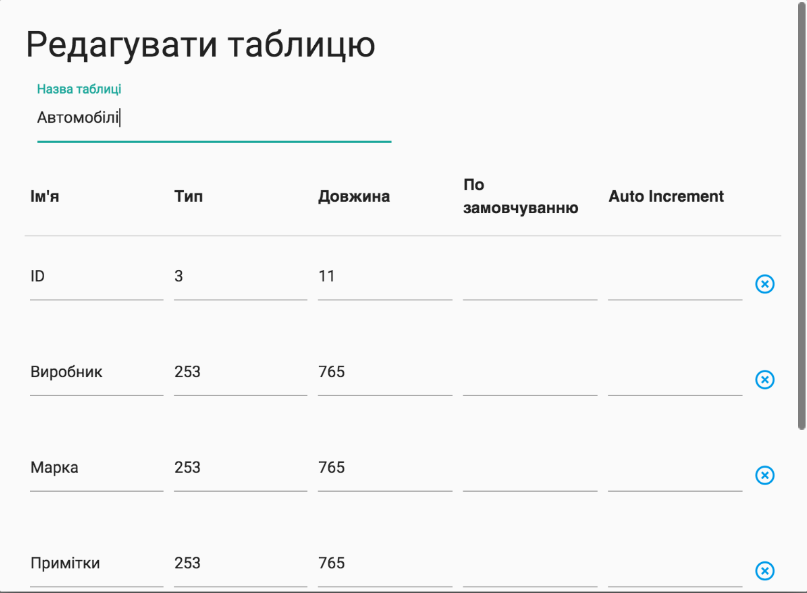 Редагувати таблицю
Назва таблиці
Автомобілі
Ім'я Тип Довжина По замовчуванню Auto Increment
ID 3 11
Виробник 253 765
Марка 253 765
Примітки 253 765